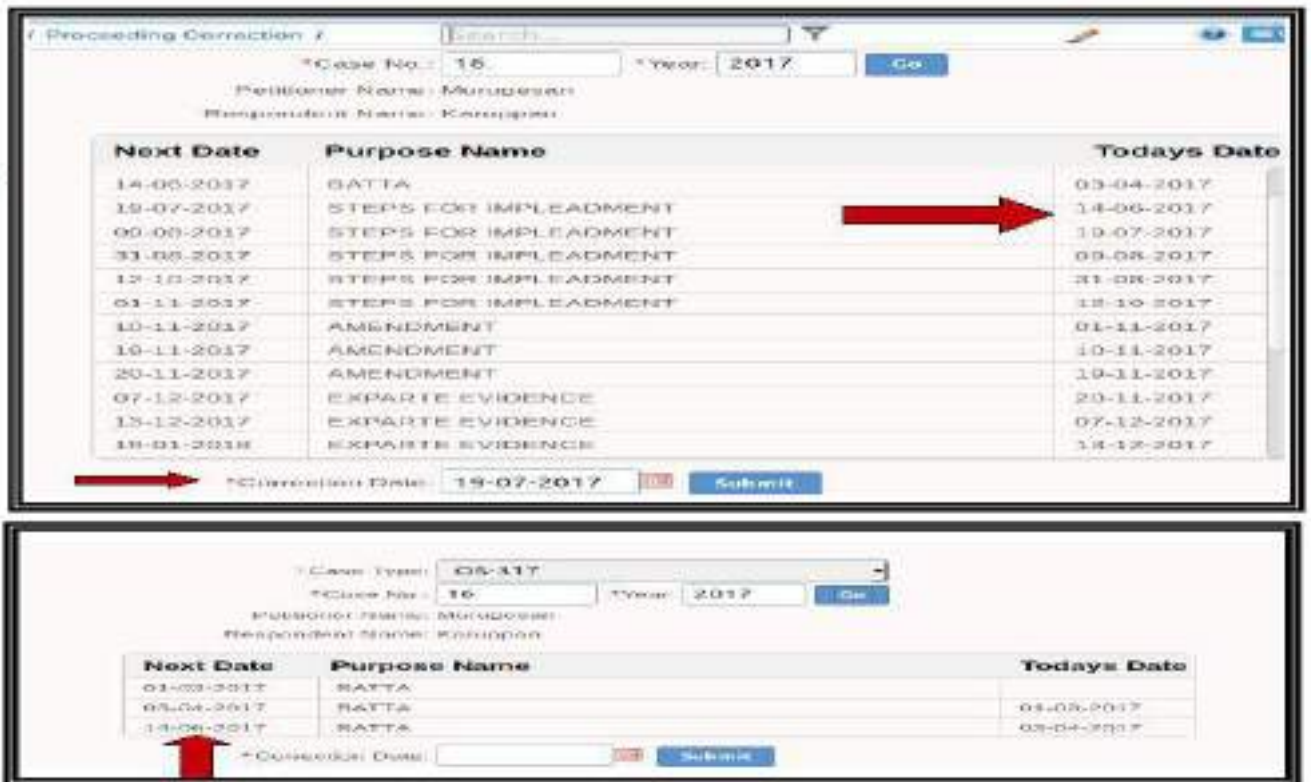 / Proceeding Correction /
Search...
*Case No.: 16 *Year: 2017 Go
Petitioner Name: Murugesan
Respondent Name: Karuppan
Next Date Purpose Name Todays Date
14-06-2017 BATTA 03-04-2017
19-07-2017 STEPS FOR IMPLEADMENT 14-06-2017
09-08-2017 STEPS FOR IMPLEADMENT 19-07-2017
31-08-2017 STEPS FOR IMPLEADMENT 09-08-2017
12-10-2017 STEPS FOR IMPLEADMENT 31-08-2017
01-11-2017 STEPS FOR IMPLEADMENT 12-10-2017
10-11-2017 AMENDMENT 01-11-2017
19-11-2017 AMENDMENT 10-11-2017
20-11-2017 AMENDMENT 19-11-2017
07-12-2017 EXPARTE EVIDENCE 20-11-2017
13-12-2017 EXPARTE EVIDENCE 07-12-2017
EXPARTE EVIDENCE 13-12-2017
*Correction Date: 19-07-2017 Submit
*Case Type:
*Case No.: 16 *Year: 2017 Go
Petitioner Name: Murugesan
Respondent Name: Karuppan
Next Date Purpose Name Todays Date
01-03-2017 BATTA
03-04-2017 BATTA 01-03-2017
14-06-2017 BATTA 03-04-2017
*Correction Date: Submit